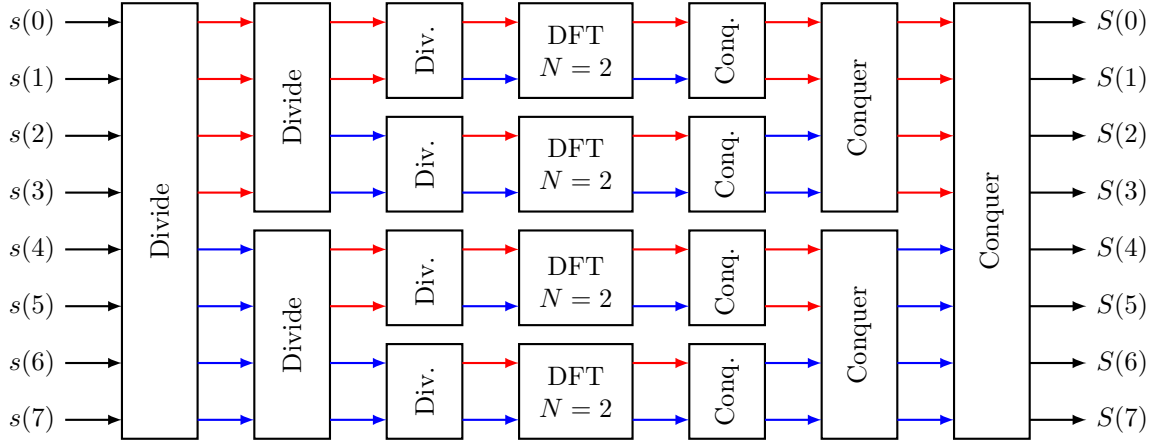 s(0)
s(1)
s(2)
s(3)
s(4)
s(5)
s(6)
s(7)
Divide
Divide
Divide
Div.
Div.
Div.
Div.
DFT
N = 2
DFT
N = 2
DFT
N = 2
DFT
N = 2
Conq.
Conq.
Conq.
Conq.
Conquer
Conquer
Conquer
S(0)
S(1)
S(2)
S(3)
S(4)
S(5)
S(6)
S(7)